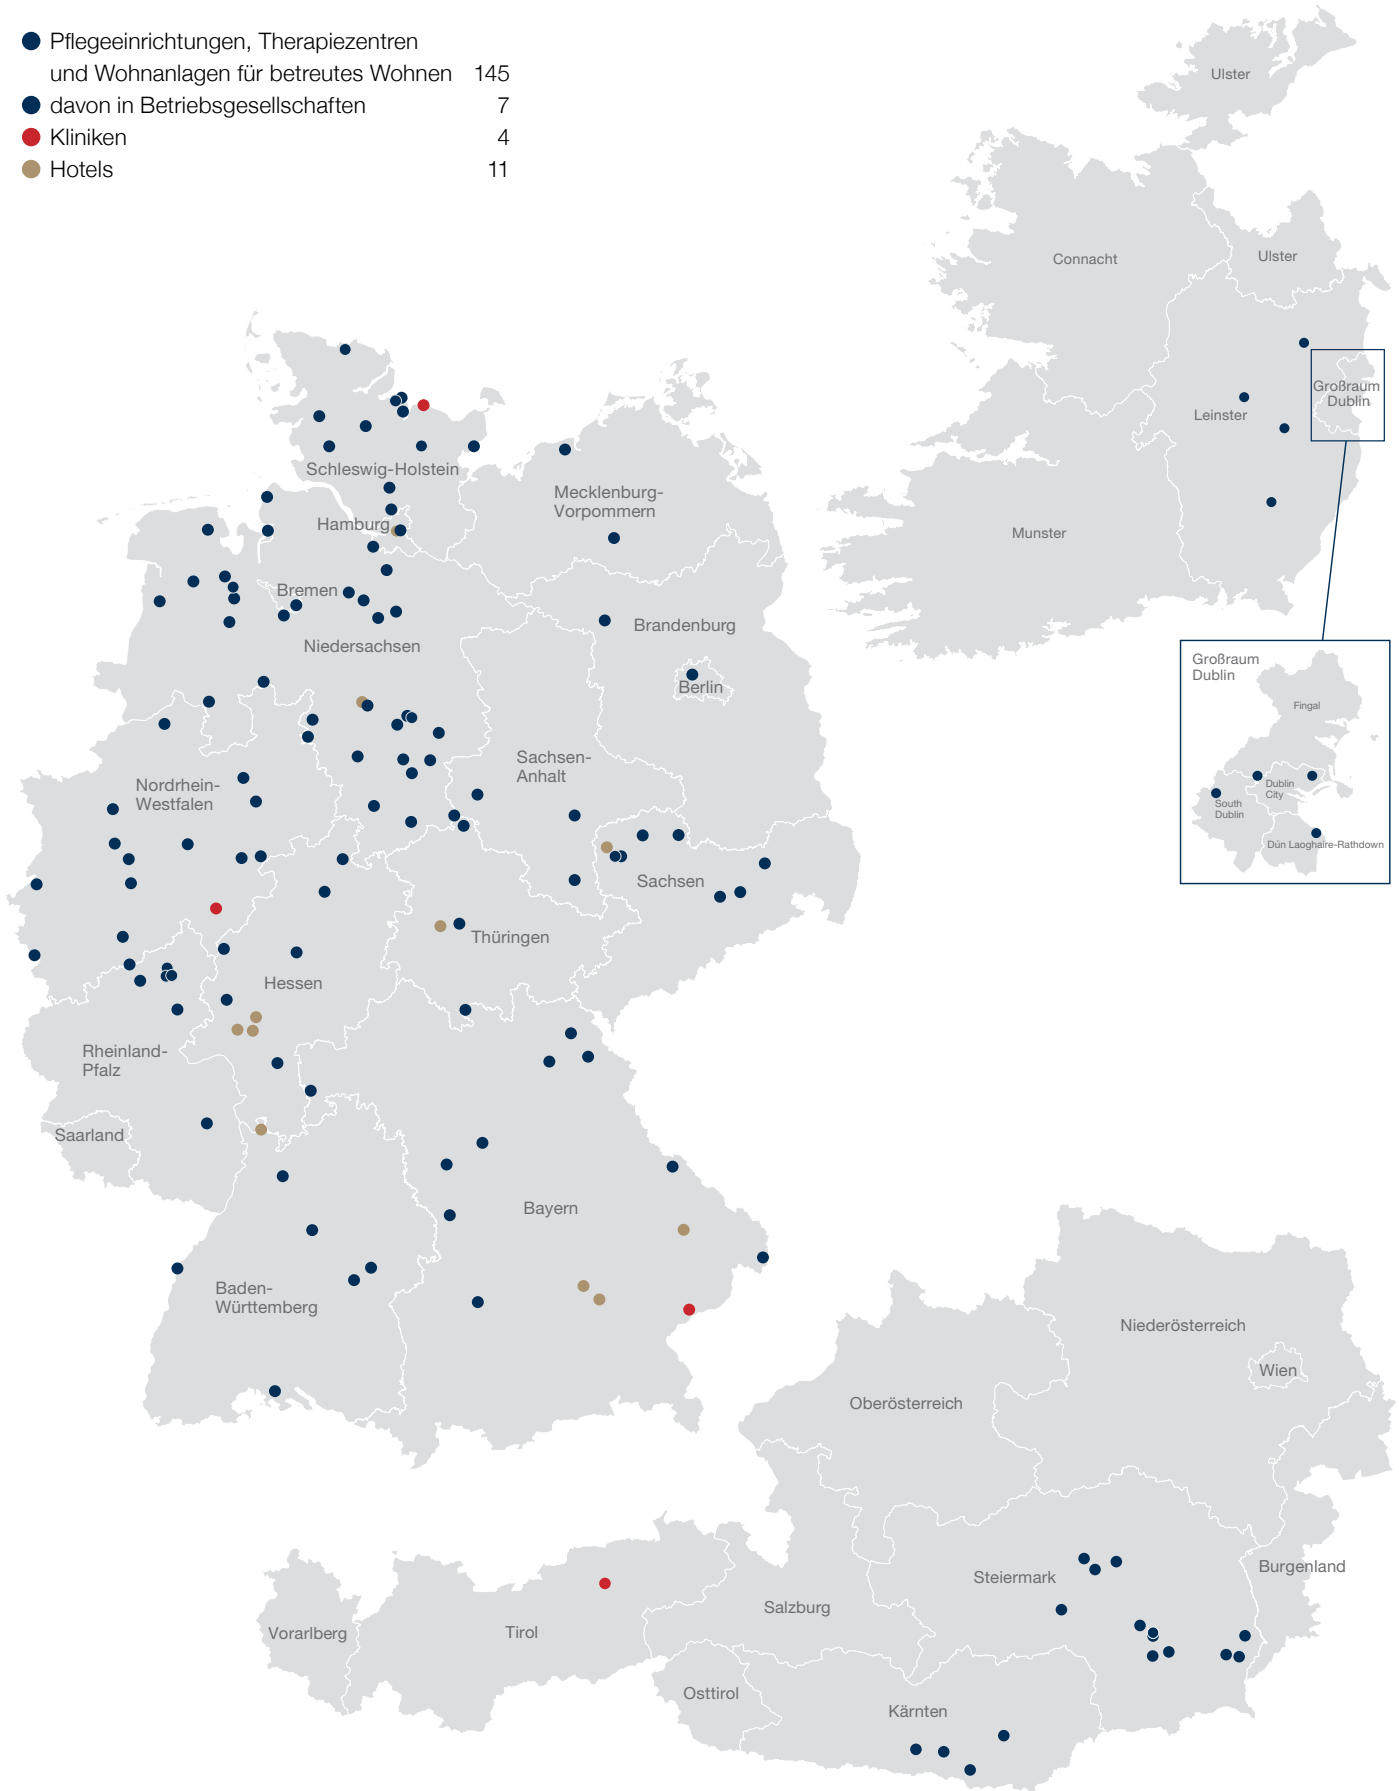 Pflegeeinrichtungen, Therapiezentren
und Wohnanlagen für betreutes Wohnen 145
davon in Betriebsgesellschaften 7
Kliniken 4
Hotels 11
Ulster
Connacht
Ulster
Großraum
Dublin
Leinster
Munster
Großraum
Dublin
Fingal
Dublin
City
South
Dublin
Dún Laoghaire-Rathdown
Schleswig-Holstein
Mecklenburg-
Vorpommern
Hamburg
Bremen
Niedersachsen
Brandenburg
Berlin
Sachsen-
Anhalt
Nordrhein-
Westfalen
Sachsen
Thüringen
Hessen
Rheinland-
Pfalz
Saarland
Bayern
Baden-
Württemberg
Niederösterreich
Wien
Oberösterreich
Burgenland
Steiermark
Salzburg
Vorarlberg
Tirol
Osttirol
Kärnten